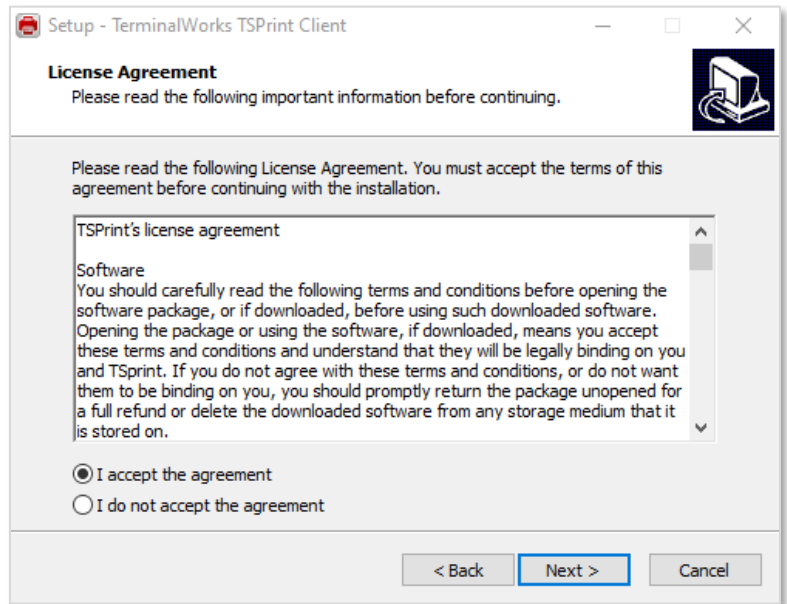 Setup - TerminalWorks TSPrint Client
License Agreement
Please read the following important information before continuing.
Please read the following License Agreement. You must accept the terms of this
agreement before continuing with the installation.
TSPrint's license agreement
Software
You should carefully read the following terms and conditions before opening the
software package, or if downloaded, before using such downloaded software.
Opening the package or using the software, if downloaded, means you accept
these terms and conditions and understand that they will be legally binding on you
and TSprint. If you do not agree with these terms and conditions, or do not want
them to be binding on you, you should promptly return the package unopened for
a full refund or delete the downloaded software from any storage medium that it
is stored on.
I accept the agreement
I do not accept the agreement
< Back Next > Cancel